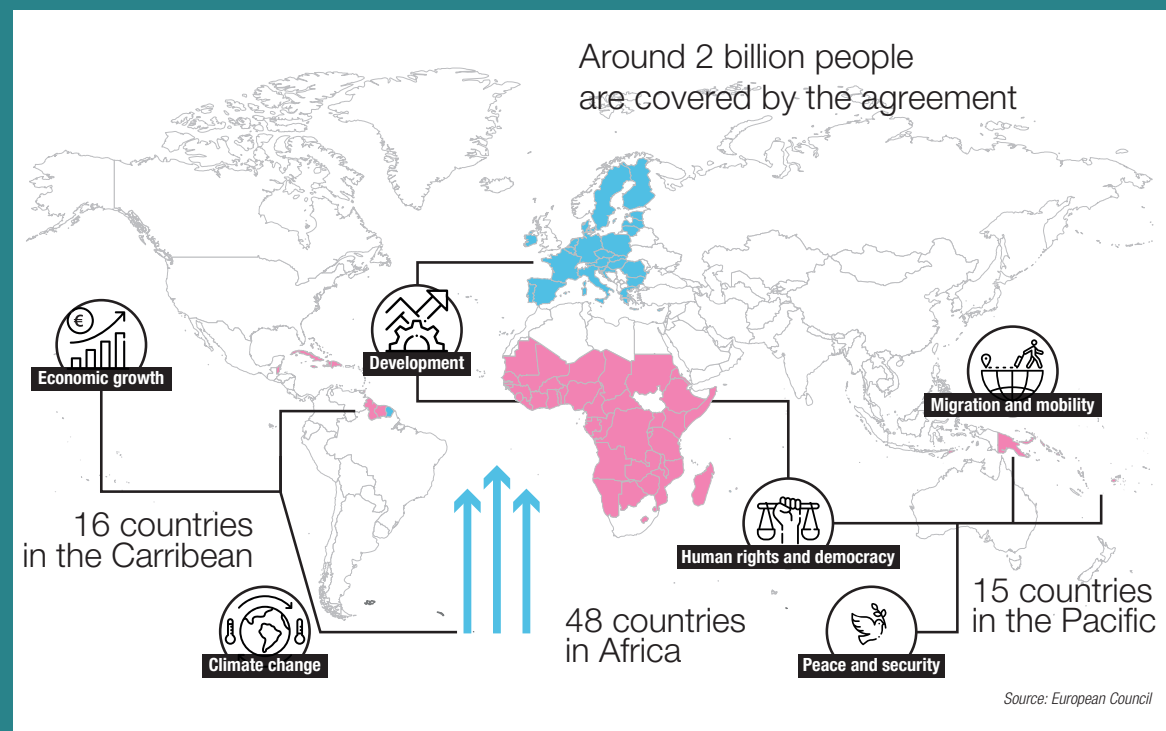 Around 2 billion people
are covered by the agreement
€
Economic growth
Development
Migration and mobility
16 countries
in the Carribean
Human rights and democracy
15 countries
in the Pacific
48 countries
in Africa
Climate change
Peace and security
Source: European Council